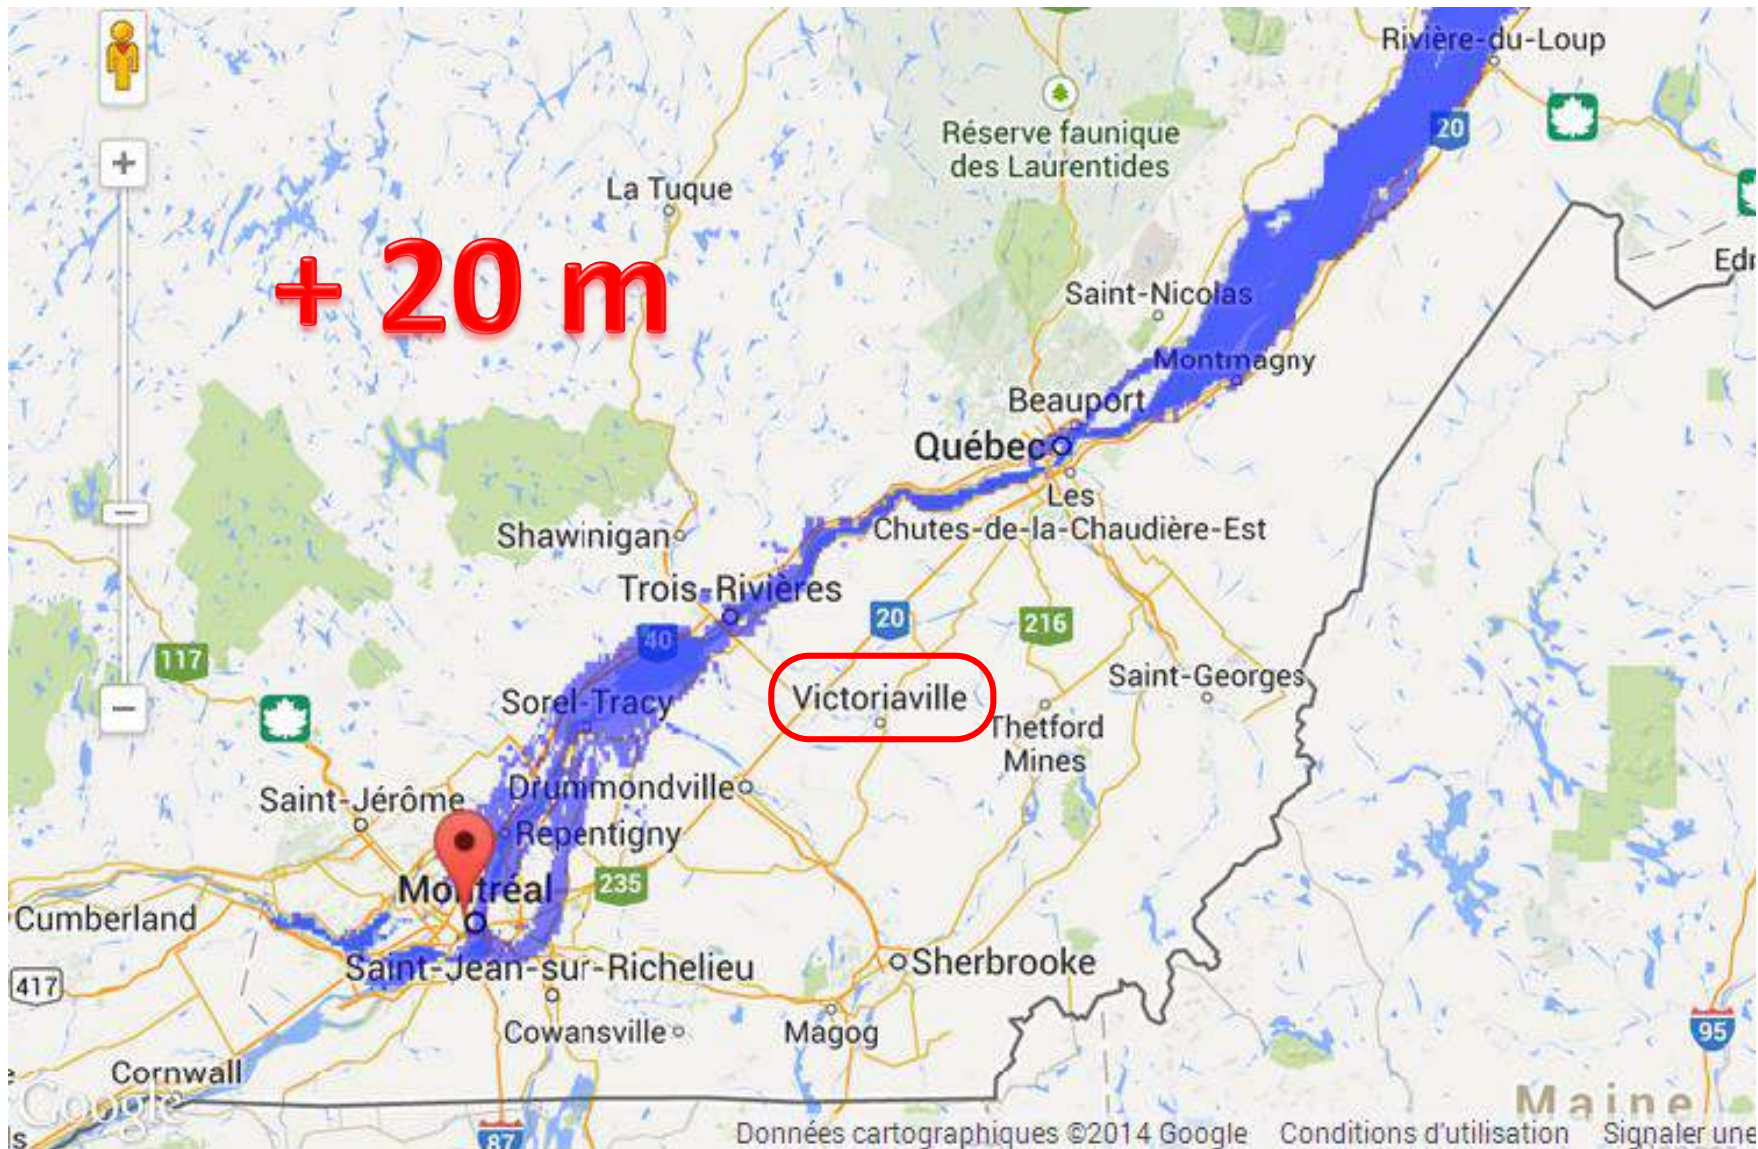 Rivière-du-Loup
20
Réserve faunique
des Laurentides
La Tuque
+ 20 m
Saint-Nicolas
Montmagny
Beauport
Québec
Les
Chutes-de-la-Chaudière-Est
Shawinigan
Trois-Rivières
40
20
216
117
Victoriaville
Saint-Georges
Sorel-Tracy
Thetford
Mines
Drummondville
Saint-Jérôme
Repentigny
Montréal
235
Cumberland
Saint-Jean-sur-Richelieu
Sherbrooke
417
Cowansville
Magog
95
Cornwall
Google
Maine
87
Données cartographiques ©2014 Google
Conditions d'utilisation
Signaler une